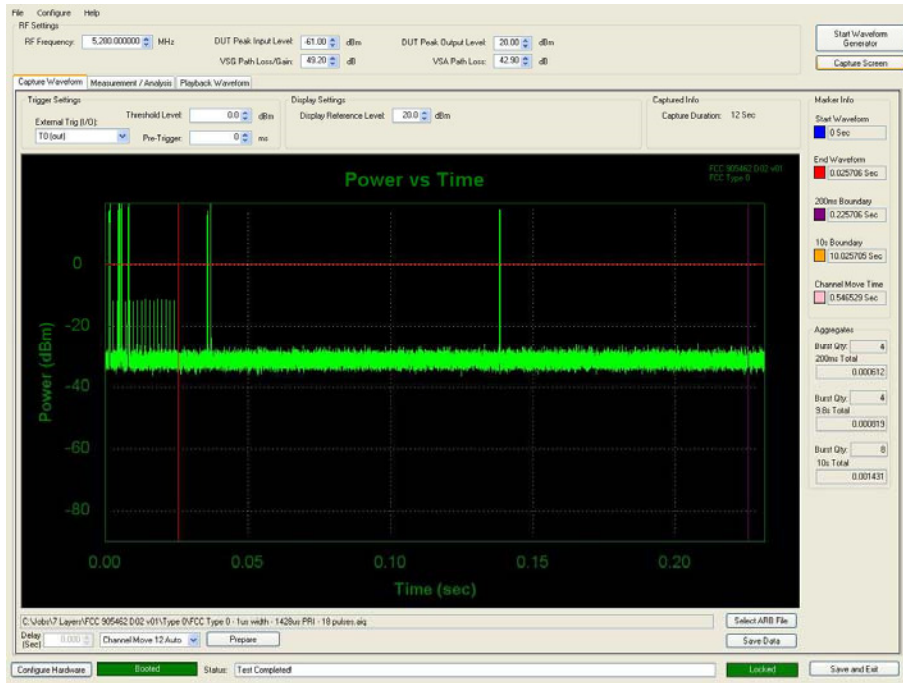 File Configure Help
RF Settings
RF Frequency: 5,280.000000 MHz
DUT Peak Input Level: -61.00 dBm
DUT Peak Output Level: 20.00 dBm
VSG Path Loss/Gain: 49.20 dB
VSA Path Loss: 42.90 dB
Start Waveform Generator
Capture Screen
Capture Waveform Measurement / Analysis Playback Waveform
Trigger Settings
External Trig (I/O):
T0 (out)
Threshold Level: 0.0 dBm
Pre-Trigger: 0 ms
Display Settings
Display Reference Level: 20.0 dBm
Captured Info
Capture Duration: 12 Sec
Marker Info
Start Waveform
0 Sec
End Waveform
0.025706 Sec
200ms Boundary
0.225706 Sec
10s Boundary
10.025705 Sec
Channel Move Time
0.546529 Sec
Aggregates
Burst Qty: 4
200ms Total
0.000612
Burst Qty: 4
9.8s Total
0.000819
Burst Qty: 8
10s Total
0.001431
Power vs Time
FCC 905462 D02 v01
FCC Type 0
Power (dBm)
0
-20
-40
-60
-80
0.00 0.05 0.10 0.15 0.20
Time (sec)
C:\Jobs\7 Layers\FCC 905462 D02 v01\Type 0\FCC Type 0 - 1us width - 1428us PRI - 18 pulses.aiq
Select ARB File
Delay (Sec) 0.000
Channel Move 12 Auto
Prepare
Save Data
Configure Hardware
Booted
Status: Test Completed!
Locked
Save and Exit